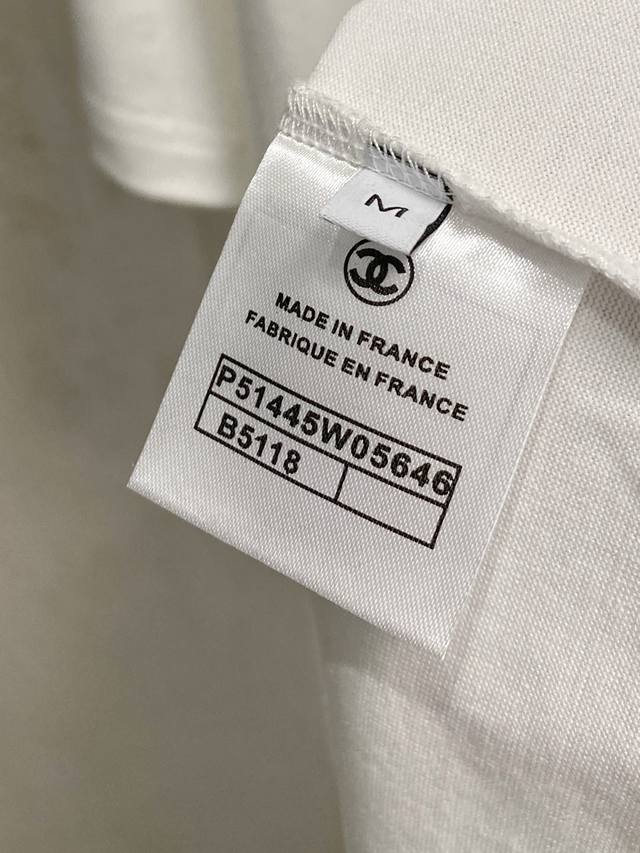 M
MADE IN FRANCE
FABRIQUE EN FRANCE
P51445W05646
B5118